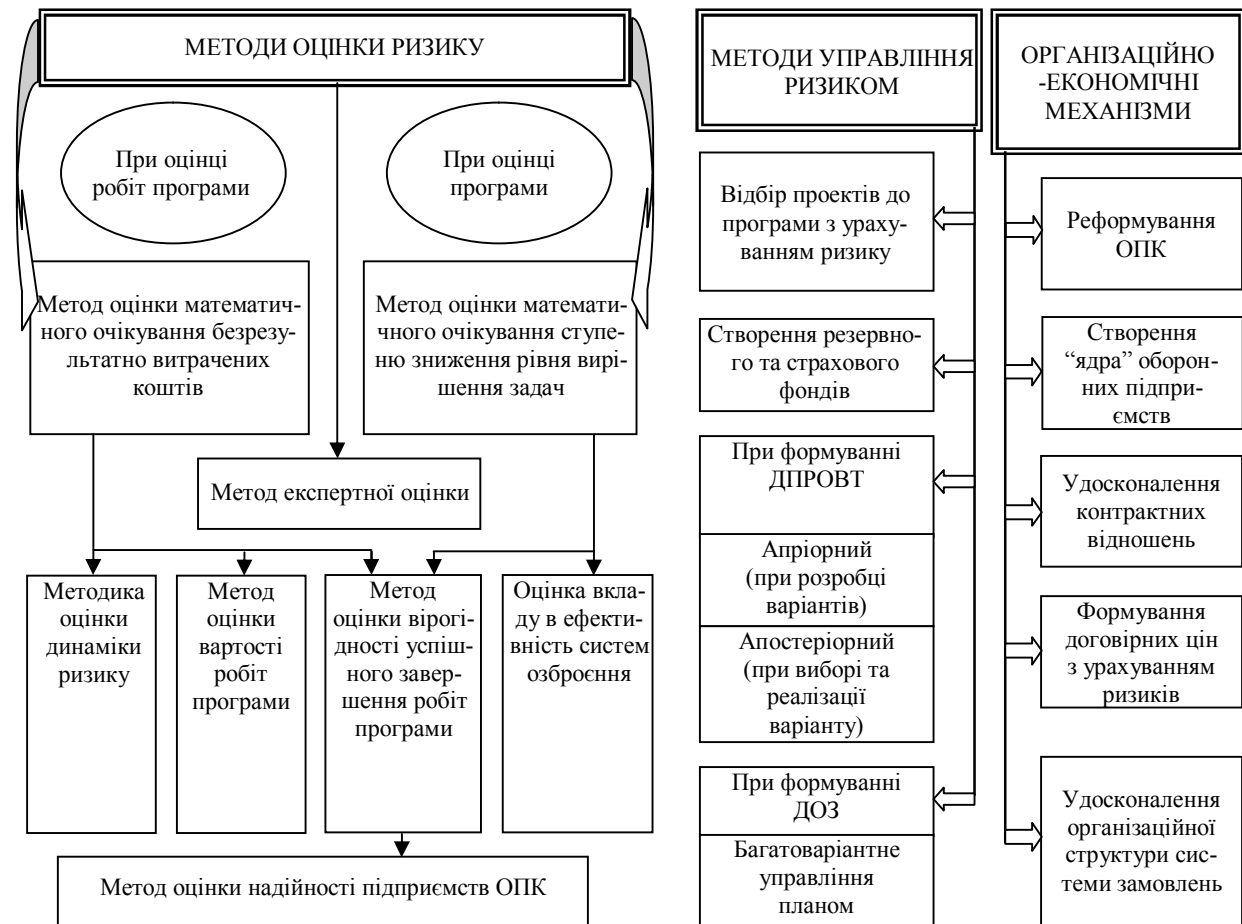 МЕТОДИ ОЦІНКИ РИЗИКУ
При оцінці
робіт програми
При оцінці
програми
Метод оцінки математич-
ного очікування безрезу-
льтатно витрачених
коштів
Метод оцінки математи-
чного очікування ступе-
ню зниження рівня вирі-
шення задач
Метод експертної оцінки
Методика
оцінки
динаміки
ризику
Метод
оцінки
вартості
робіт
програми
Метод
оцінки вірогі-
дності успіш-
ного завер-
шення робіт
програми
Оцінка вкла-
ду в ефекти-
вність систем
озброєння
Метод оцінки надійності підприємств ОПК
МЕТОДИ УПРАВЛІННЯ
РИЗИКОМ
Відбір проектів до
програми з ураху-
ванням ризику
Створення резервно-
го та страхового
фондів
При формуванні
ДПРОВТ
Апріорний
(при розробці
варіантів)
Апостеріорний
(при виборі та
реалізації
варіанту)
При формуванні
ДОЗ
Багатоваріантне
управління
планом
ОРГАНІЗАЦІЙНО
-ЕКОНОМІЧНІ
МЕХАНІЗМИ
Реформування
ОПК
Створення
“ядра” оборон-
них підпри-
ємств
Удосконалення
контрактних
відношень
Формування
договірних цін
з урахуванням
ризиків
Удосконалення
організаційної
структури сис-
теми замовлень